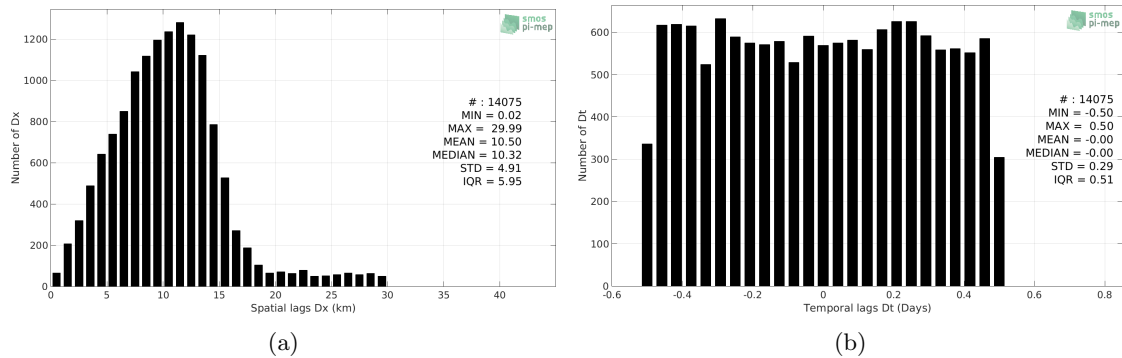 1200
1000
800
600
400
200
0
Number of Dx
smos
pi-mep
# : 14075
MIN = 0.02
MAX = 29.99
MEAN = 10.50
MEDIAN = 10.32
STD = 4.91
IQR = 5.95
0 5 10 15 20 25 30 35 40
Spatial lags Dx (km)
(a)
600
500
400
300
200
100
0
Number of Dt
smos
pi-mep
# : 14075
MIN = -0.50
MAX = 0.50
MEAN = -0.00
MEDIAN = -0.00
STD = 0.29
IQR = 0.51
-0.6 -0.4 -0.2 0 0.2 0.4 0.6 0.8
Temporal lags Dt (Days)
(b)